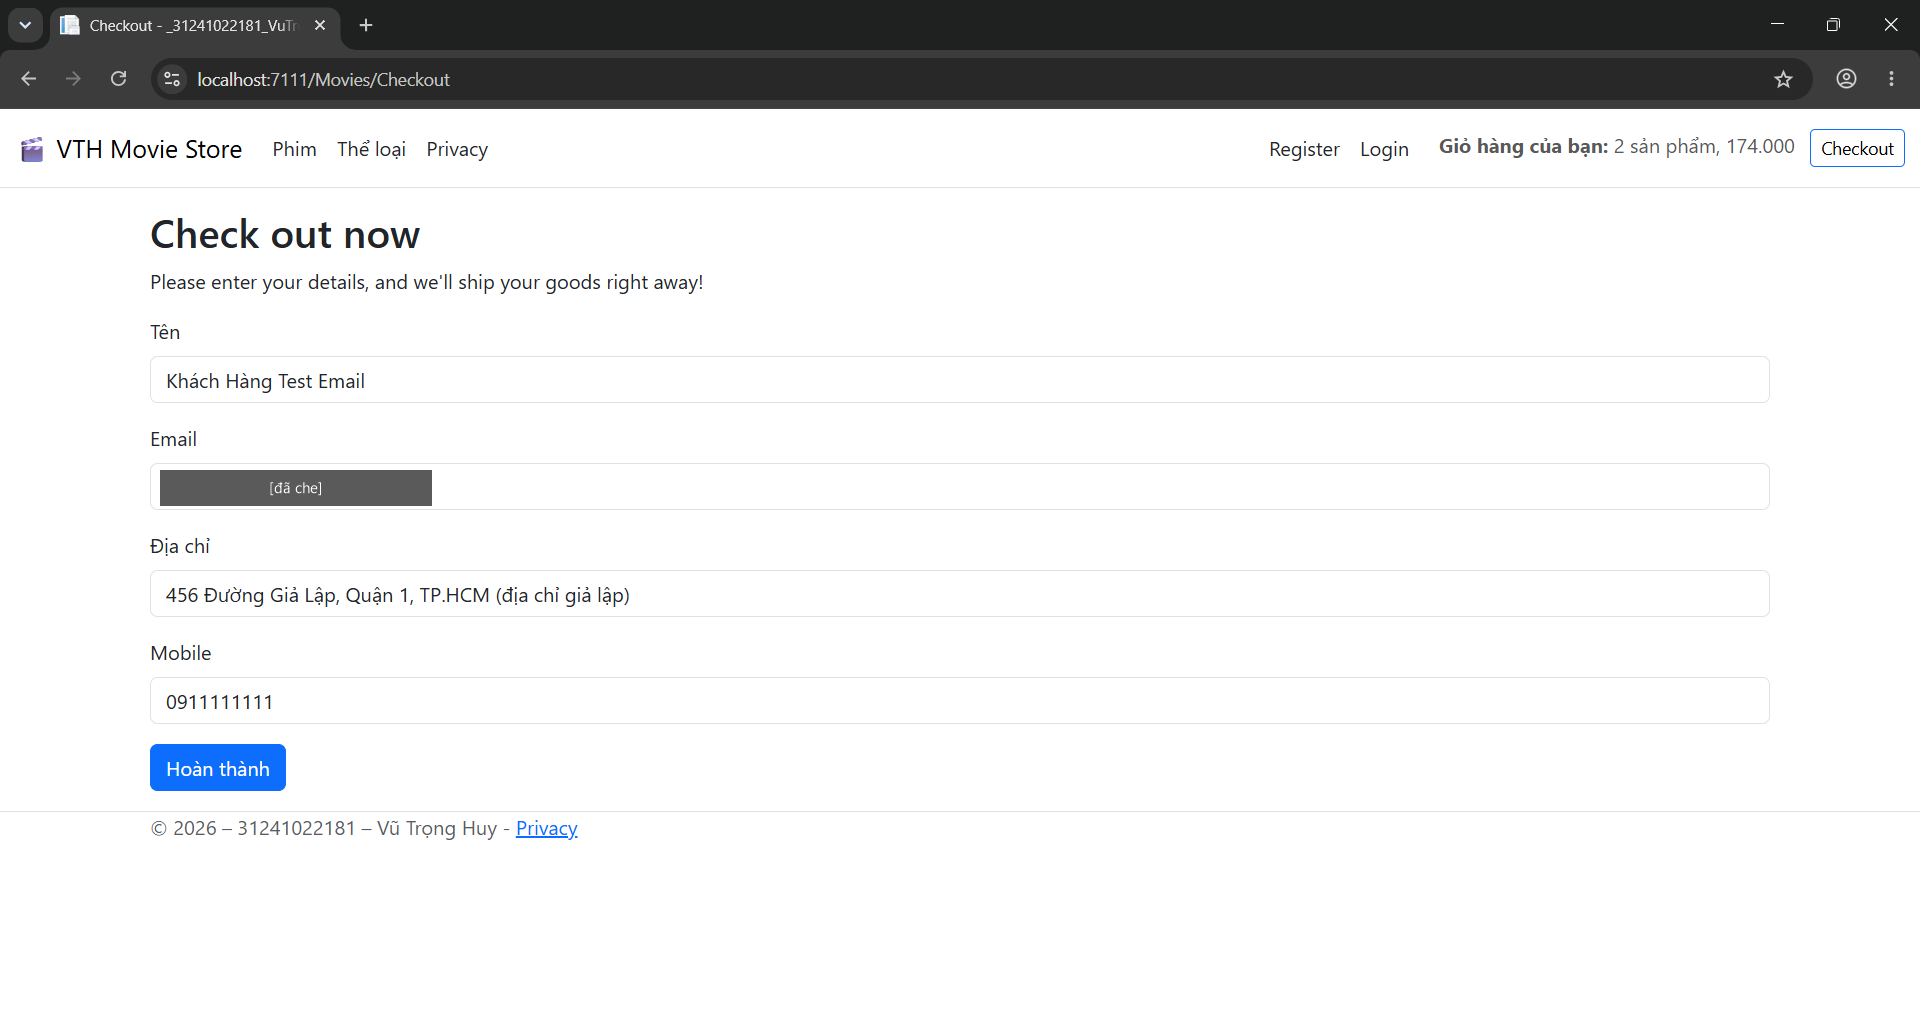 Checkout - _31241022181_VuTr
localhost:7111/Movies/Checkout
VTH Movie Store Phim Thể loại Privacy Register Login Giỏ hàng của bạn: 2 sản phẩm, 174.000 Checkout
Check out now
Please enter your details, and we'll ship your goods right away!
Tên
Khách Hàng Test Email
Email
[đã che]
Địa chỉ
456 Đường Giả Lập, Quận 1, TP.HCM (địa chỉ giả lập)
Mobile
0911111111
Hoàn thành
© 2026 – 31241022181 – Vũ Trọng Huy - Privacy